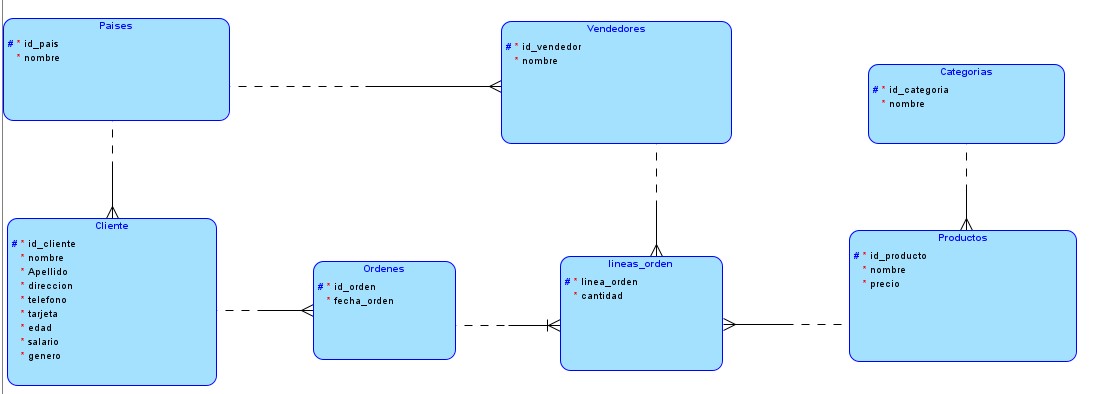 Paises
# * id_pais
* nombre
Vendedores
# * id_vendedor
* nombre
Categorias
# * id_categoria
* nombre
Cliente
# * id_cliente
* nombre
* Apellido
* direccion
* telefono
* tarjeta
* edad
* salario
* genero
Ordenes
# * id_orden
* fecha_orden
lineas_orden
# * linea_orden
* cantidad
Productos
# * id_producto
* nombre
* precio